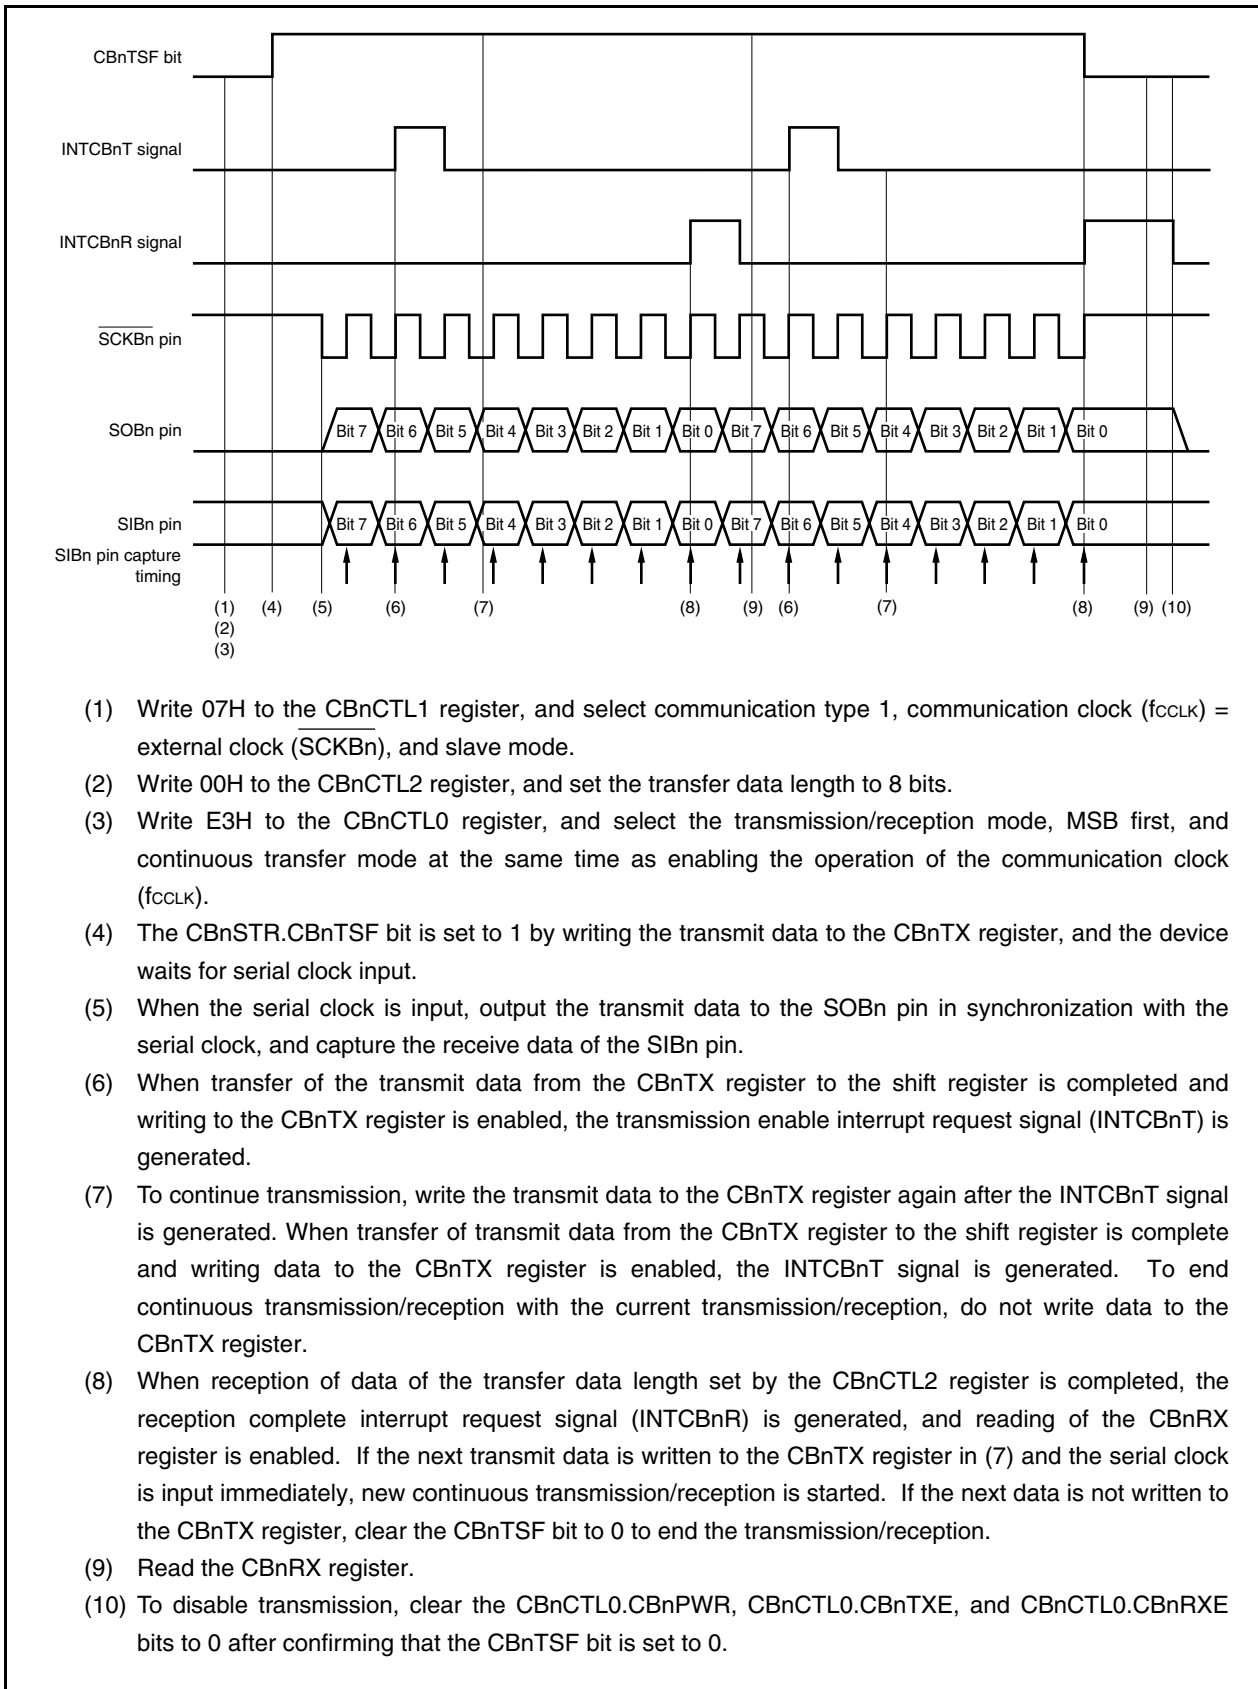 CBnTSF bit
INTCBnT signal
INTCBnR signal
SCKBn pin
SOBn pin
Bit 7 Bit 6 Bit 5 Bit 4 Bit 3 Bit 2 Bit 1 Bit 0 Bit 7 Bit 6 Bit 5 Bit 4 Bit 3 Bit 2 Bit 1 Bit 0
SIBn pin
Bit 7 Bit 6 Bit 5 Bit 4 Bit 3 Bit 2 Bit 1 Bit 0 Bit 7 Bit 6 Bit 5 Bit 4 Bit 3 Bit 2 Bit 1 Bit 0
SIBn pin capture
timing
(1) (4) (5) (6) (7) (8) (9) (6) (7) (8) (9) (10)
(2)
(3)
(1) Write 07H to the CBnCTL1 register, and select communication type 1, communication clock (fCCLK) =
external clock (SCKBn), and slave mode.
(2) Write 00H to the CBnCTL2 register, and set the transfer data length to 8 bits.
(3) Write E3H to the CBnCTL0 register, and select the transmission/reception mode, MSB first, and
continuous transfer mode at the same time as enabling the operation of the communication clock
(fCCLK).
(4) The CBnSTR.CBnTSF bit is set to 1 by writing the transmit data to the CBnTX register, and the device
waits for serial clock input.
(5) When the serial clock is input, output the transmit data to the SOBn pin in synchronization with the
serial clock, and capture the receive data of the SIBn pin.
(6) When transfer of the transmit data from the CBnTX register to the shift register is completed and
writing to the CBnTX register is enabled, the transmission enable interrupt request signal (INTCBnT) is
generated.
(7) To continue transmission, write the transmit data to the CBnTX register again after the INTCBnT signal
is generated. When transfer of transmit data from the CBnTX register to the shift register is complete
and writing data to the CBnTX register is enabled, the INTCBnT signal is generated. To end
continuous transmission/reception with the current transmission/reception, do not write data to the
CBnTX register.
(8) When reception of data of the transfer data length set by the CBnCTL2 register is completed, the
reception complete interrupt request signal (INTCBnR) is generated, and reading of the CBnRX
register is enabled. If the next transmit data is written to the CBnTX register in (7) and the serial clock
is input immediately, new continuous transmission/reception is started. If the next data is not written to
the CBnTX register, clear the CBnTSF bit to 0 to end the transmission/reception.
(9) Read the CBnRX register.
(10) To disable transmission, clear the CBnCTL0.CBnPWR, CBnCTL0.CBnTXE, and CBnCTL0.CBnRXE
bits to 0 after confirming that the CBnTSF bit is set to 0.